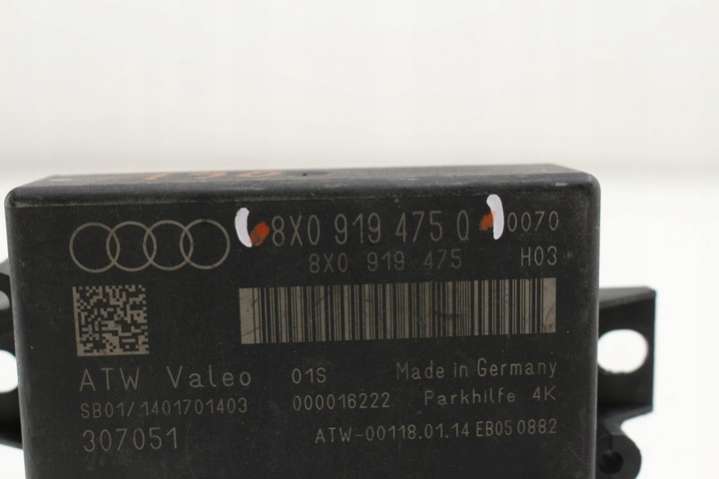 8X0 919 475 Q 0070
8X0 919 475 H03
ATW Valeo 01S Made in Germany
SB01/1401701403 000016222 Parkhilfe 4K
307051 ATW-00118.01.14 EB05 0882